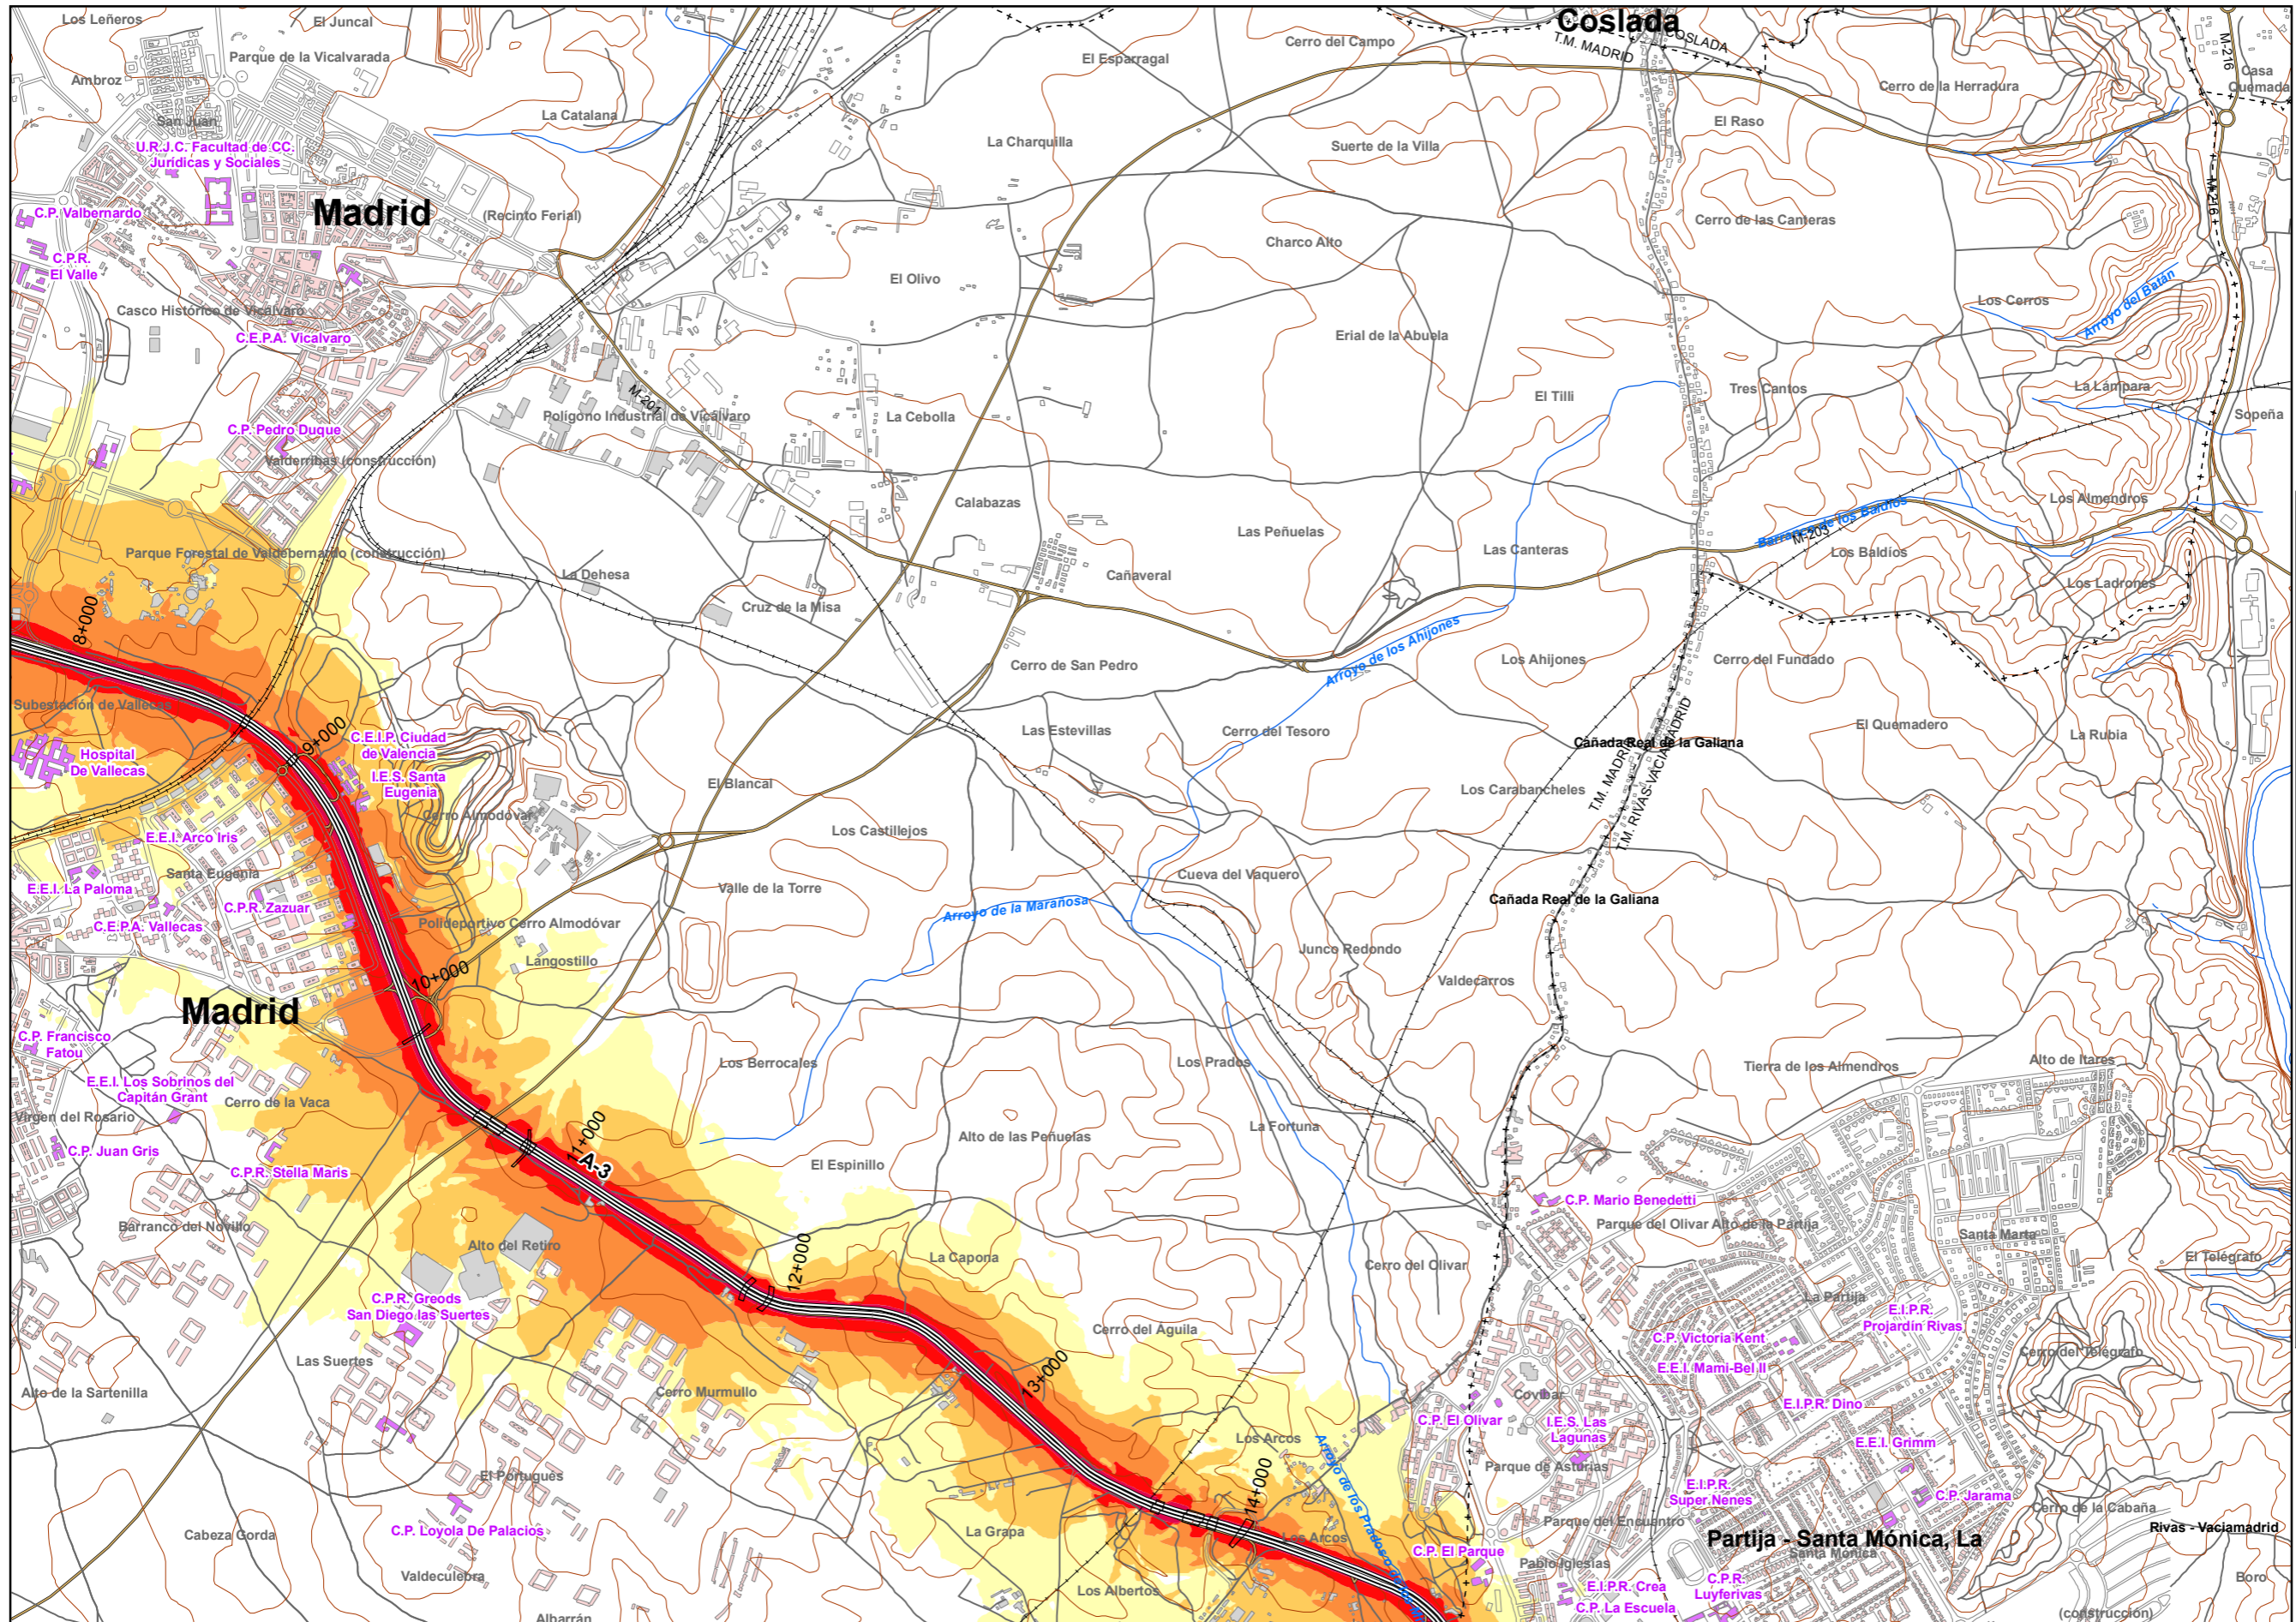 Los Leñeros
El Juncal
Parque de la Vicalvarada
Ambroz
San Juan
La Catalana
U.R.J.C. Facultad de CC.
Jurídicas y Sociales
C.P. Valbernardo
Madrid
(Recinto Ferial)
C.P.R.
El Valle
Casco Histórico de Vicálvaro
C.E.P.A. Vicalvaro
El Esparragal
Cerro del Campo
Coslada
COSLADA
T.M. MADRID
M-216
Casa
Quemada
Cerro de la Herradura
El Raso
La Charquilla
Suerte de la Villa
M-216
Cerro de las Canteras
Charco Alto
El Olivo
Los Cerros
Arroyo del Batán
Erial de la Abuela
La Lámpara
Tres Cantos
El Tilli
Sopeña
M-201
Polígono Industrial de Vicálvaro
La Cebolla
C.P. Pedro Duque
Valderribas (construcción)
Calabazas
Las Peñuelas
Las Canteras
Los Almendros
Barranco de los Baldíos
M-203
Los Baldíos
Parque Forestal de Valdebernardo (construcción)
La Dehesa
Cañaveral
Los Ladrones
Cruz de la Misa
8+000
Arroyo de los Ahijones
Cerro de San Pedro
Los Ahijones
Cerro del Fundado
Subestación de Vallecas
9+000
Las Estevillas
Cerro del Tesoro
El Quemadero
La Rubia
C.E.I.P. Ciudad
de Valencia
Cañada Real de la Galiana
T.M. MADRID
T.M. RIVAS-VACIAMADRID
Hospital
De Vallecas
I.E.S. Santa
Eugenia
El Blancal
Los Carabancheles
Cerro Almodóvar
Los Castillejos
E.E.I. Arco Iris
Santa Eugenia
Cueva del Vaquero
E.E.I. La Paloma
Valle de la Torre
C.P.R. Zazuar
Arroyo de la Marañosa
Cañada Real de la Galiana
C.E.P.A. Vallecas
Polideportivo Cerro Almodóvar
Langostillo
Junco Redondo
10+000
Valdecarros
Madrid
C.P. Francisco
Fatou
Los Berrocales
Los Prados
Alto de Itares
Tierra de los Almendros
E.E.I. Los Sobrinos del
Capitán Grant
Cerro de la Vaca
Virgen del Rosario
11+000
A-3
Alto de las Peñuelas
La Fortuna
C.P. Juan Gris
C.P.R. Stella Maris
El Espinillo
C.P. Mario Benedetti
Barranco del Novillo
Parque del Olivar Alto de la Partija
Santa Marta
Alto del Retiro
12+000
La Capona
El Telégrafo
Cerro del Olivar
C.P.R. Greods
San Diego las Suertes
La Partija
E.I.P.R.
Projardín Rivas
Cerro del Águila
C.P. Victoria Kent
Cerro del Telégrafo
Las Suertes
E.E.I. Mami-Bel II
Alto de la Sartenilla
Cerro Murmullo
13+000
Covibar
E.I.P.R. Dino
C.P. El Olivar
I.E.S. Las
Lagunas
Los Arcos
E.E.I. Grimm
Arroyo de los Prados o de
Parque de Asturias
El Portugués
14+000
E.I.P.R.
Super Nenes
C.P. Jarama
Cerro de la Cabaña
Parque del Encuentro
C.P. Loyola De Palacios
Cabeza Gorda
La Grapa
Los Arcos
Partija - Santa Mónica, La
Rivas - Vaciamadrid
Santa Mónica
C.P. El Parque
Pablo Iglesias
Valdeculebra
Los Albertos
E.I.P.R. Crea
C.P.R.
Luyferivas
Boro
C.P. La Escuela
Albarrán
(construcción)